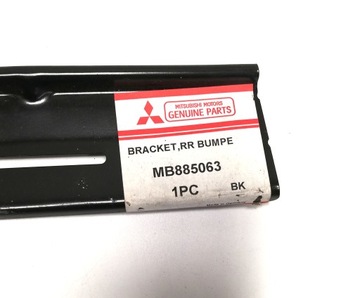 MITSUBISHI MOTORS
GENUINE PARTS
BRACKET,RR BUMPE
MB885063
1PC BK